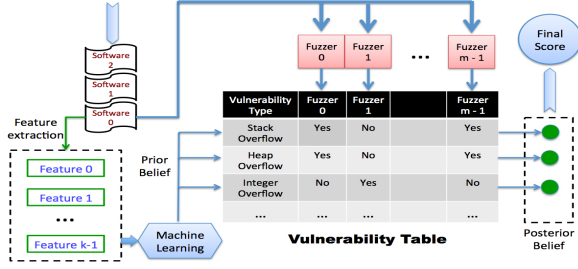 Software
2
Software
1
Software
0
Feature
extraction
Feature 0
Feature 1
...
Feature k-1
Prior
Belief
Machine
Learning
Fuzzer
0
Fuzzer
1
...
Fuzzer
m - 1
Vulnerability
Type
Fuzzer
0
Fuzzer
1
Fuzzer
m - 1
Stack
Overflow
Yes
No
Yes
Heap
Overflow
Yes
No
Yes
Integer
Overflow
No
Yes
No
...
...
...
...
Vulnerability Table
Final
Score
Posterior
Belief